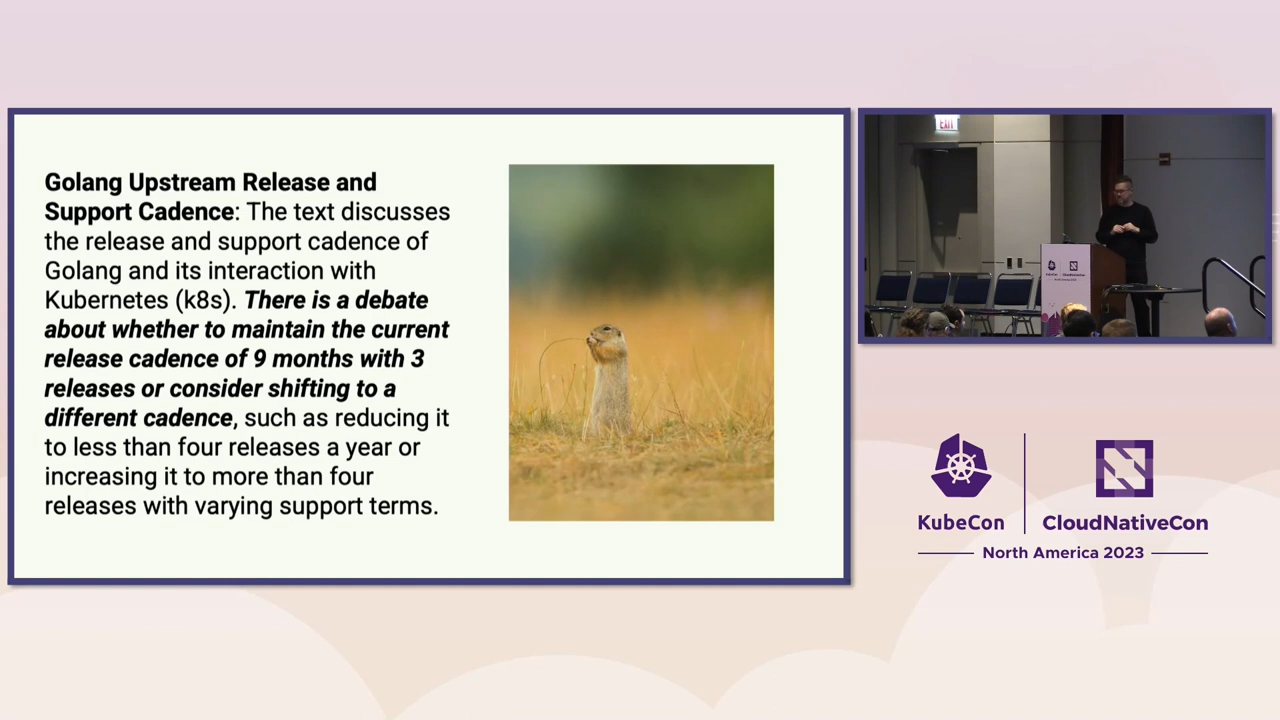 Golang Upstream Release and
Support Cadence: The text discusses
the release and support cadence of
Golang and its interaction with
Kubernetes (k8s). There is a debate
about whether to maintain the current
release cadence of 9 months with 3
releases or consider shifting to a
different cadence, such as reducing it
to less than four releases a year or
increasing it to more than four
releases with varying support terms.
EXIT
KubeCon
CloudNativeCon
North America 2023